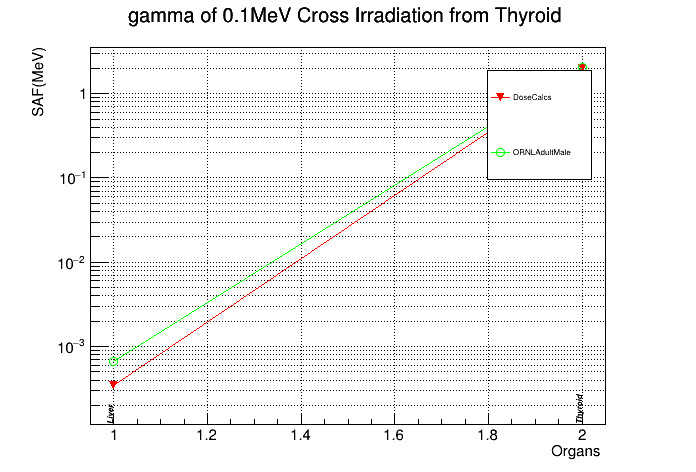 gamma of 0.1MeV Cross Irradiation from Thyroid
SAF(MeV)
1
10⁻¹
10⁻²
10⁻³
DoseCalcs
ORNLAdultMale
Liver
Thyroid
1 1.2 1.4 1.6 1.8 2
Organs